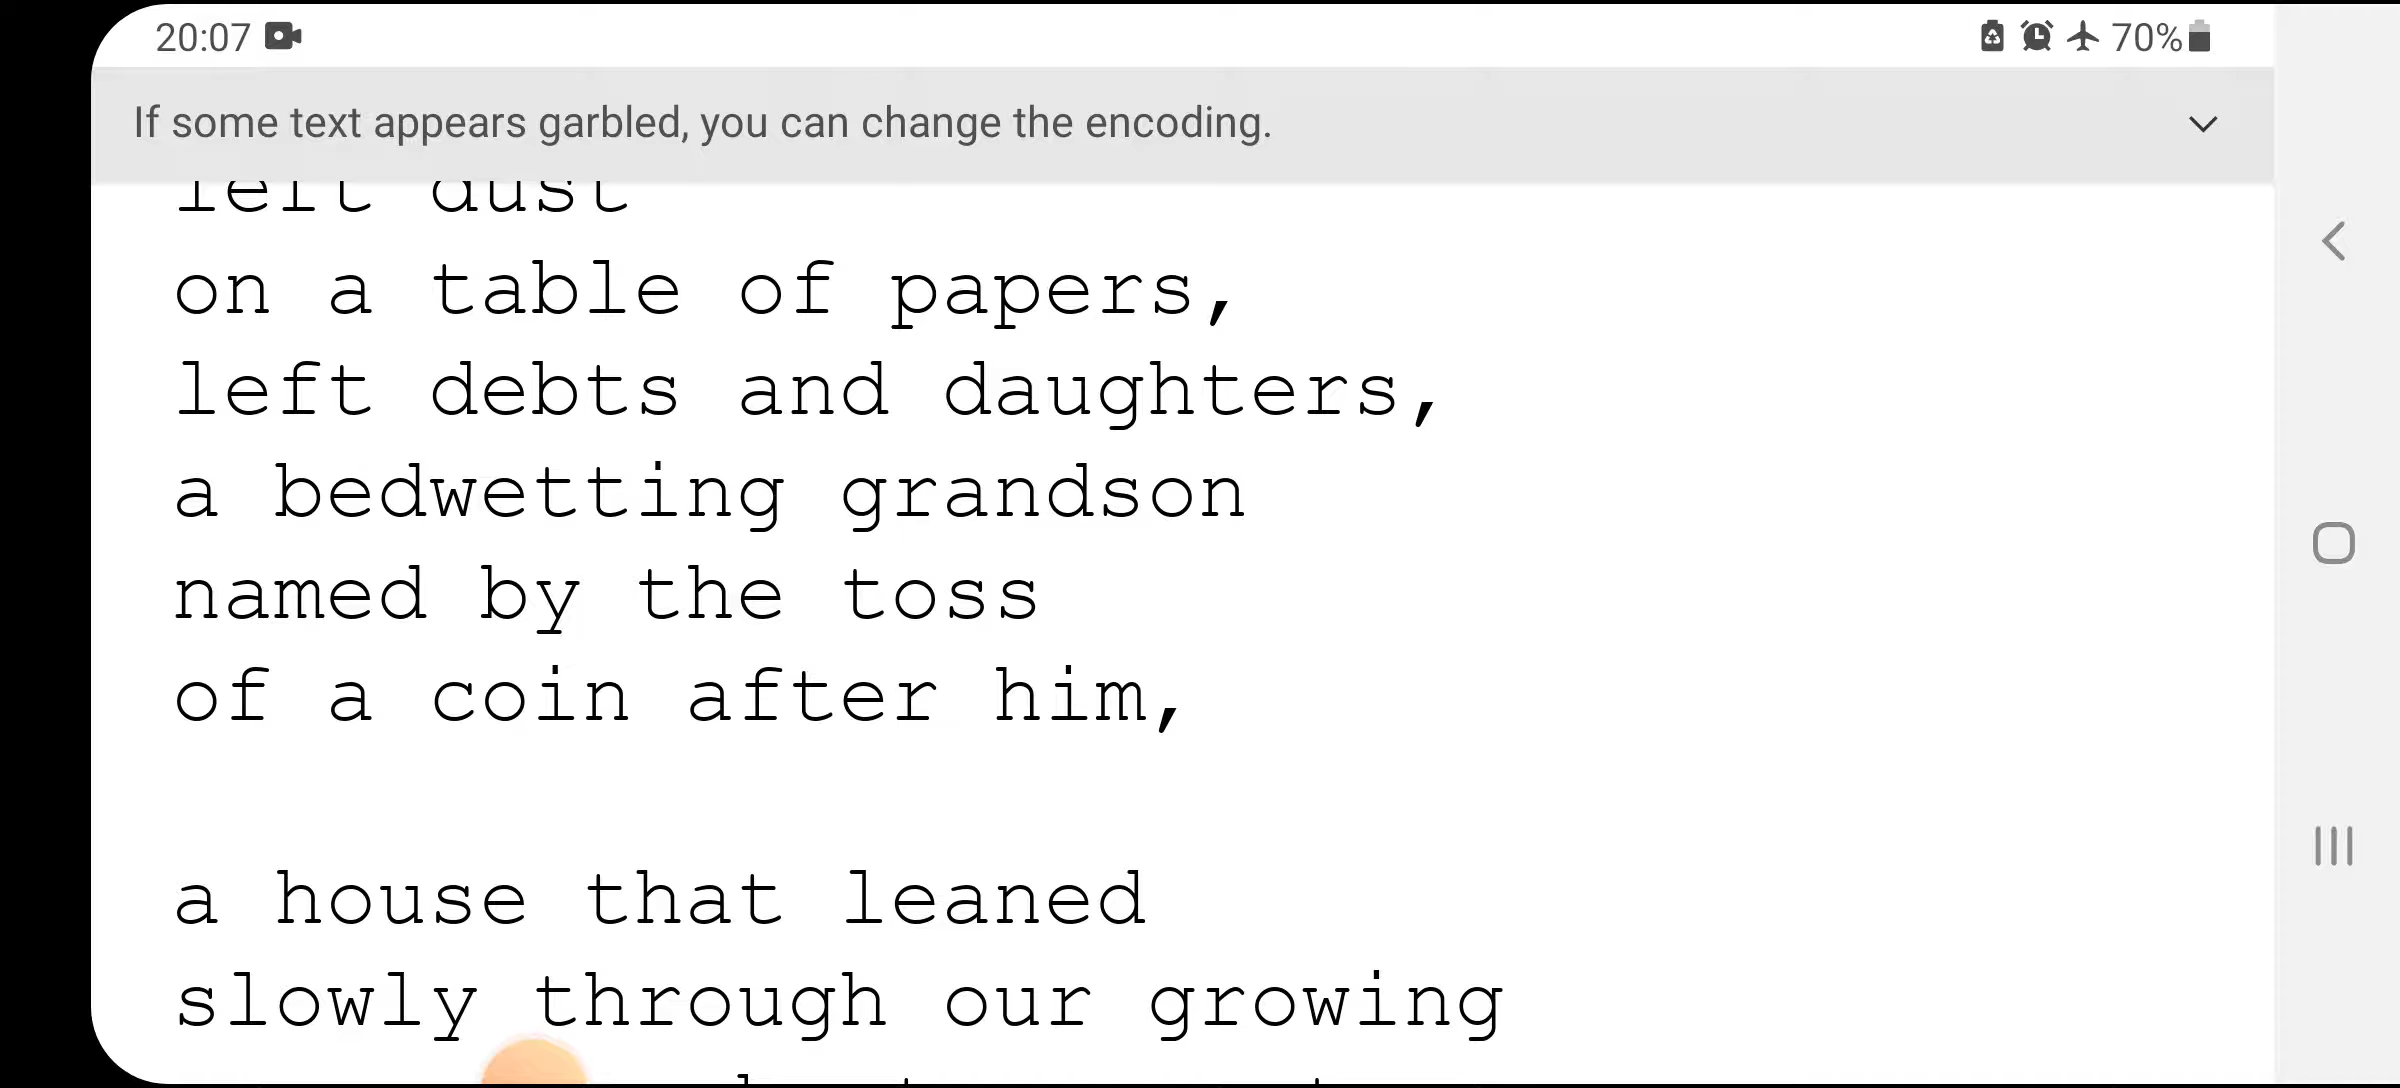 20:07
70%
If some text appears garbled, you can change the encoding.
left dust
on a table of papers,
left debts and daughters,
a bedwetting grandson
named by the toss
of a coin after him,
a house that leaned
slowly through our growing